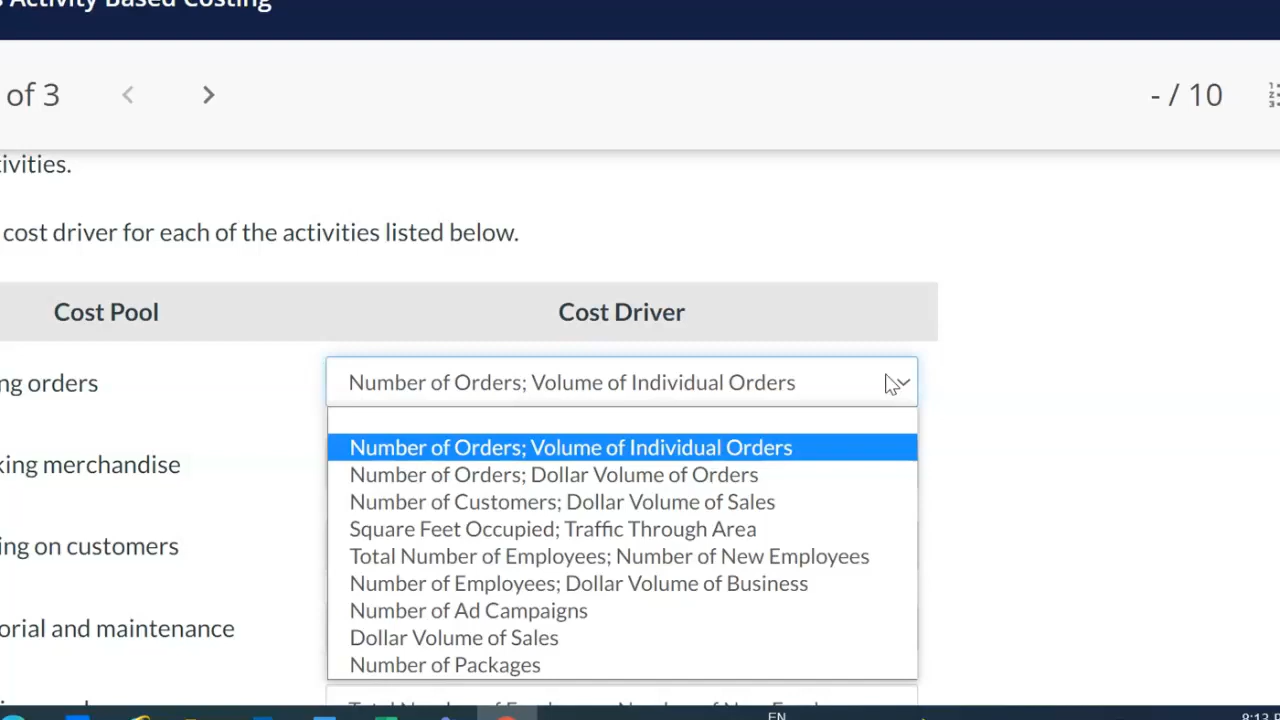 Activity Based Costing
of 3
- / 10
tivities.
cost driver for each of the activities listed below.
Cost Pool Cost Driver
ng orders Number of Orders; Volume of Individual Orders
Number of Orders; Volume of Individual Orders
Number of Orders; Dollar Volume of Orders
king merchandise
Number of Customers; Dollar Volume of Sales
Square Feet Occupied; Traffic Through Area
ing on customers
Total Number of Employees; Number of New Employees
Number of Employees; Dollar Volume of Business
Number of Ad Campaigns
orial and maintenance
Dollar Volume of Sales
Number of Packages
EN